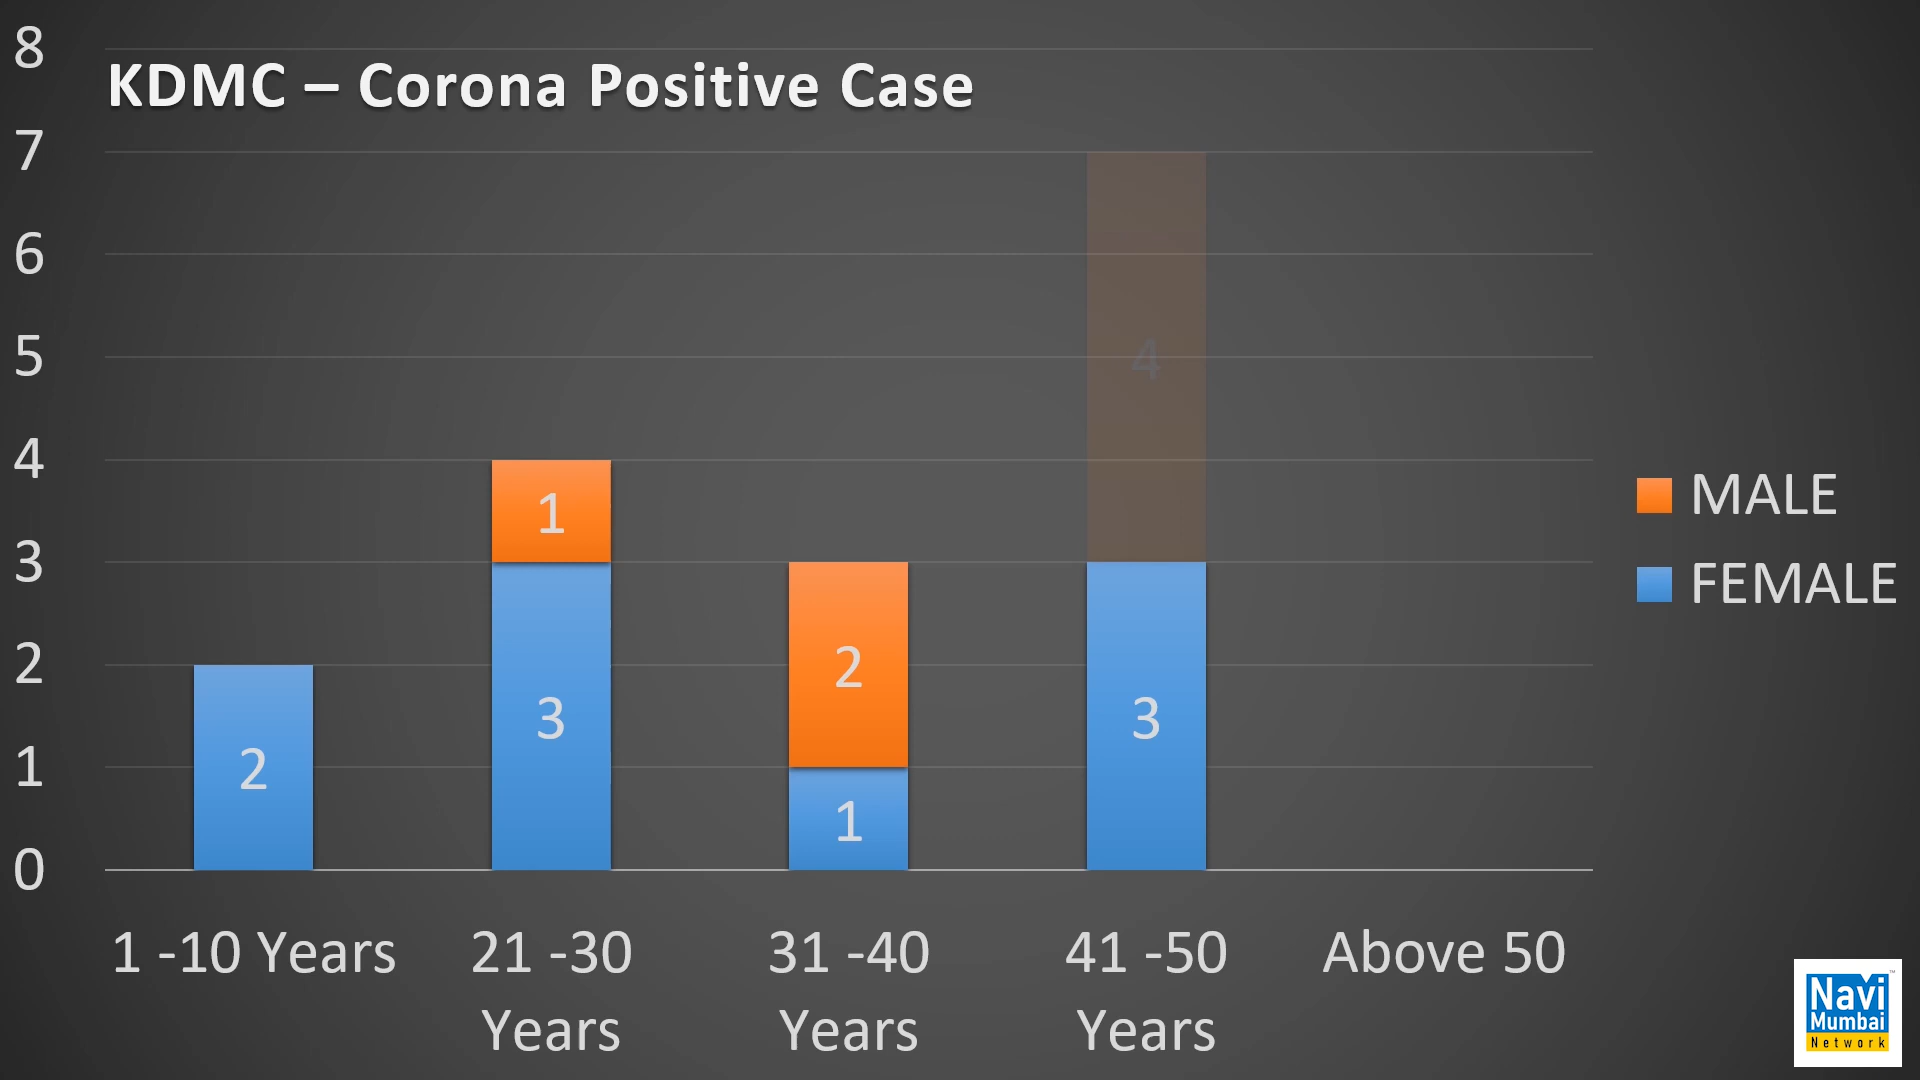 KDMC – Corona Positive Case
8
7
6
5
4
3
2
1
0
2
1
3
2
1
4
3
1 -10 Years
21 -30
Years
31 -40
Years
41 -50
Years
Above 50
MALE
FEMALE
Navi
Mumbai
Network